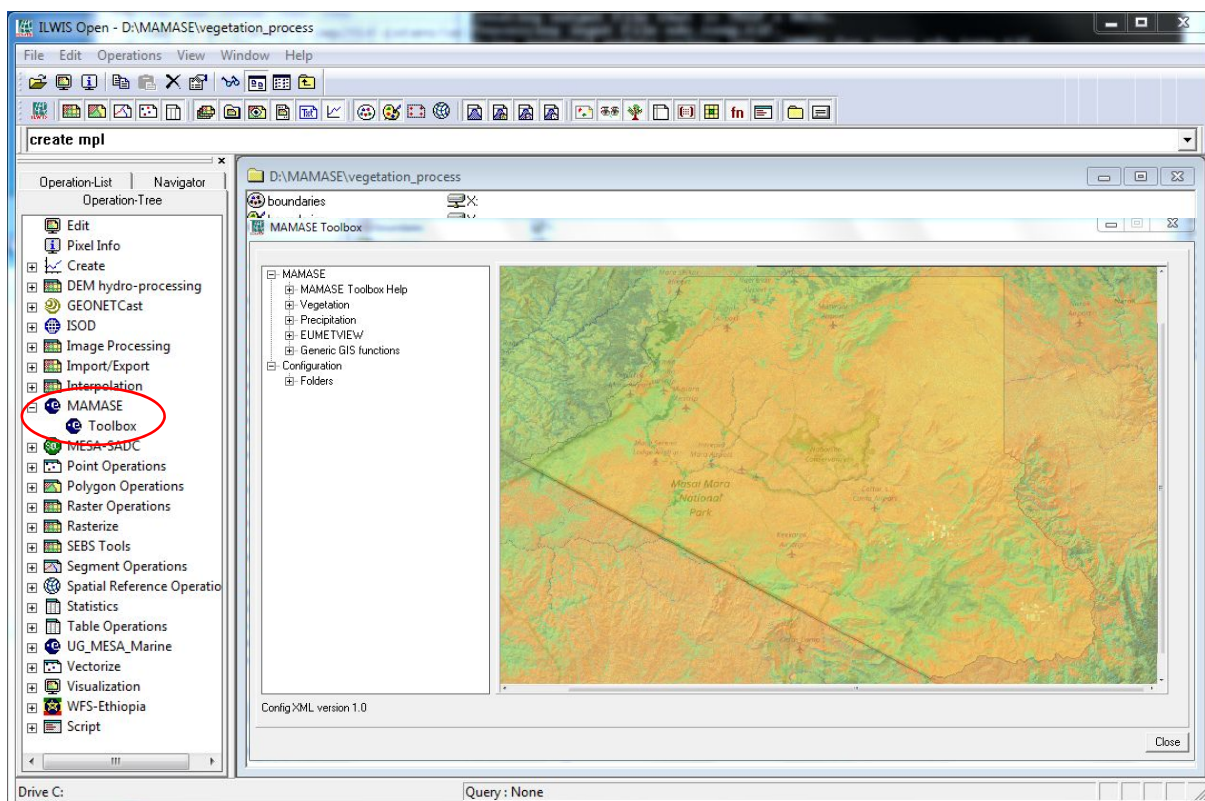 ILWIS Open - D:\MAMASE\vegetation_process
File Edit Operations View Window Help
create mpl
Operation-List Navigator
Operation-Tree
Edit
Pixel Info
Create
DEM hydro-processing
GEONETCast
ISOD
Image Processing
Import/Export
Interpolation
MAMASE
Toolbox
MESA-SADC
Point Operations
Polygon Operations
Raster Operations
Rasterize
SEBS Tools
Segment Operations
Spatial Reference Operatio
Statistics
Table Operations
UG_MESA_Marine
Vectorize
Visualization
WFS-Ethiopia
Script
D:\MAMASE\vegetation_process
boundaries X:
MAMASE Toolbox
MAMASE
MAMASE Toolbox Help
Vegetation
Precipitation
EUMETVIEW
Generic GIS functions
Configuration
Folders
Masai Mara
National
Park
Config XML version 1.0
Close
Drive C: Query : None